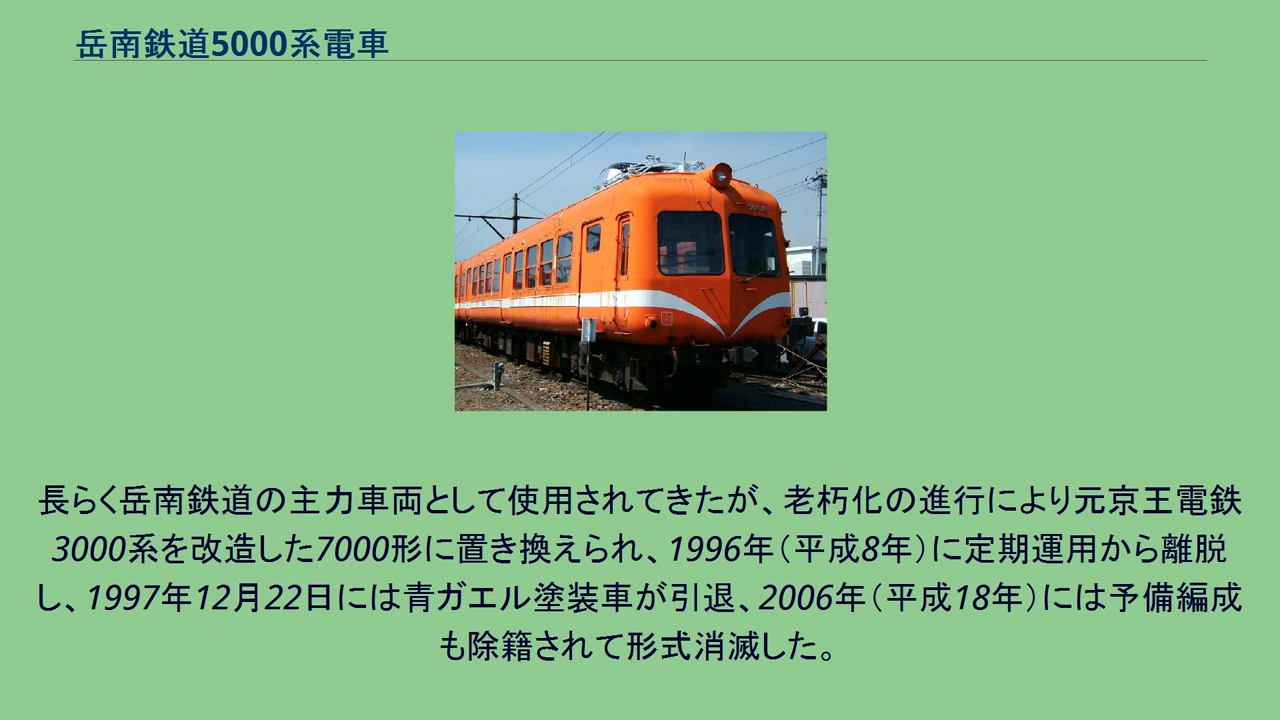 岳南鉄道5000系電車
長らく岳南鉄道の主力車両として使用されてきたが、老朽化の進行により元京王電鉄
3000系を改造した7000形に置き換えられ、1996年（平成8年）に定期運用から離脱
し、1997年12月22日には青ガエル塗装車が引退、2006年（平成18年）には予備編成
も除籍されて形式消滅した。